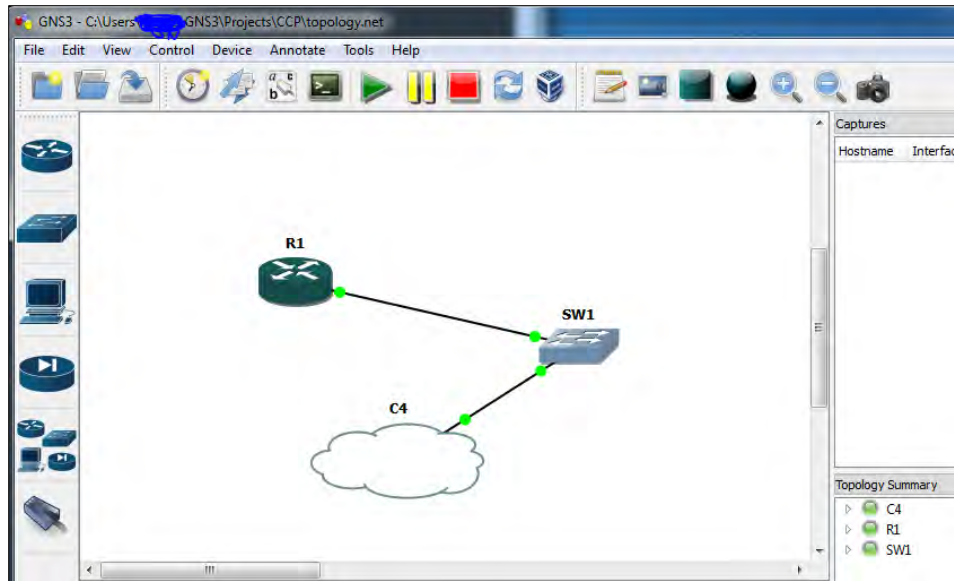 GNS3 - C:\Users\ GNS3\Projects\CCP\topology.net
File Edit View Control Device Annotate Tools Help
a c
b
Captures
Hostname Interfac
R1
SW1
C4
Topology Summary
C4
R1
SW1